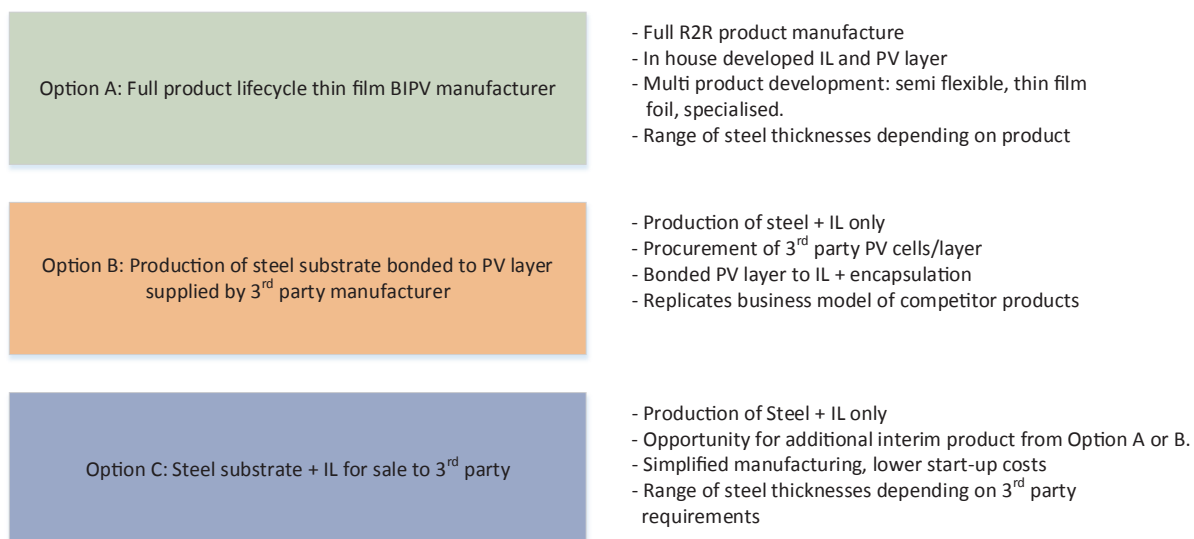 Option A: Full product lifecycle thin film BIPV manufacturer
- Full R2R product manufacture
- In house developed IL and PV layer
- Multi product development: semi flexible, thin film
foil, specialised.
- Range of steel thicknesses depending on product
Option B: Production of steel substrate bonded to PV layer
supplied by 3rd party manufacturer
- Production of steel + IL only
- Procurement of 3rd party PV cells/layer
- Bonded PV layer to IL + encapsulation
- Replicates business model of competitor products
Option C: Steel substrate + IL for sale to 3rd party
- Production of Steel + IL only
- Opportunity for additional interim product from Option A or B.
- Simplified manufacturing, lower start-up costs
- Range of steel thicknesses depending on 3rd party
requirements